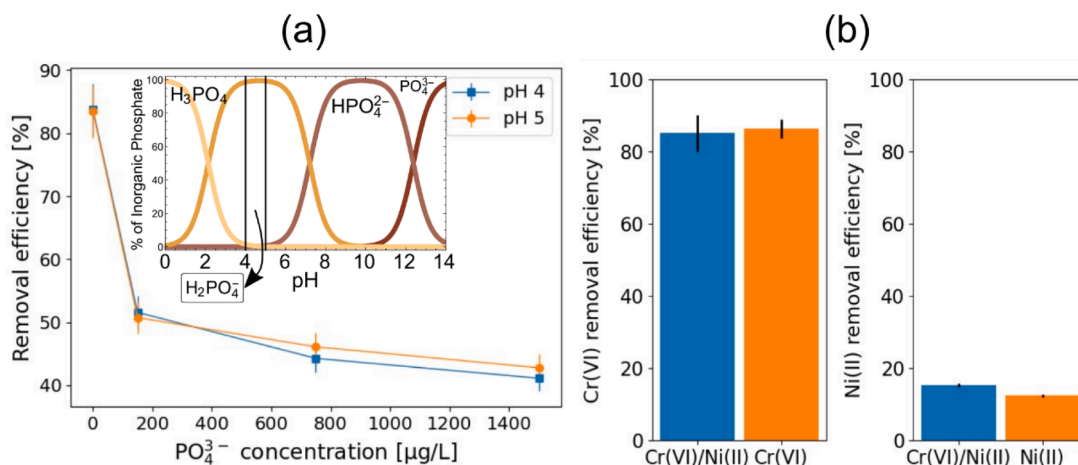 (a)
90
80
70
60
50
40
Removal efficiency [%]
0 200 400 600 800 1000 1200 1400
PO₄³⁻ concentration [µg/L]
pH 4
pH 5
100
80
60
40
20
0
% of Inorganic Phosphate
H₃PO₄
HPO₄²⁻
PO₄³⁻
0 2 4 6 8 10 12 14
pH
H₂PO₄⁻
(b)
100
80
60
40
20
0
Cr(VI) removal efficiency [%]
Cr(VI)/Ni(II) Cr(VI)
100
80
60
40
20
0
Ni(II) removal efficiency [%]
Cr(VI)/Ni(II) Ni(II)